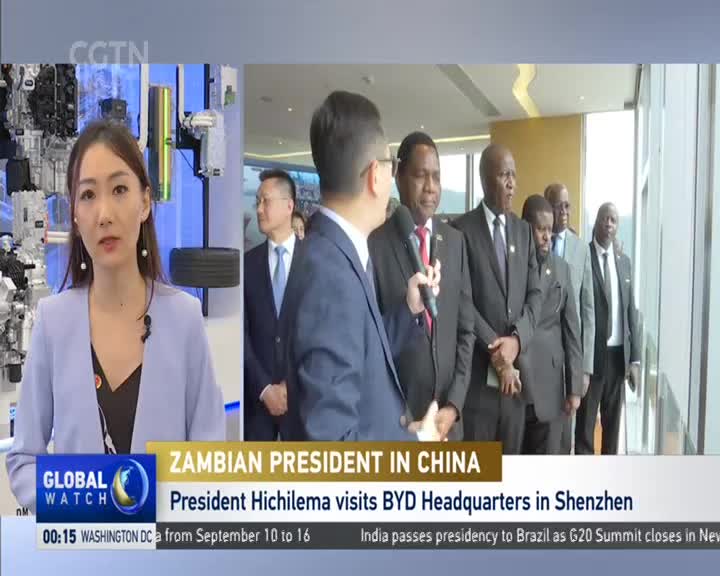 CGTN
ZAMBIAN PRESIDENT IN CHINA
GLOBAL
WATCH
President Hichilema visits BYD Headquarters in Shenzhen
00:15 WASHINGTON DC
a from September 10 to 16 India passes presidency to Brazil as G20 Summit closes in New